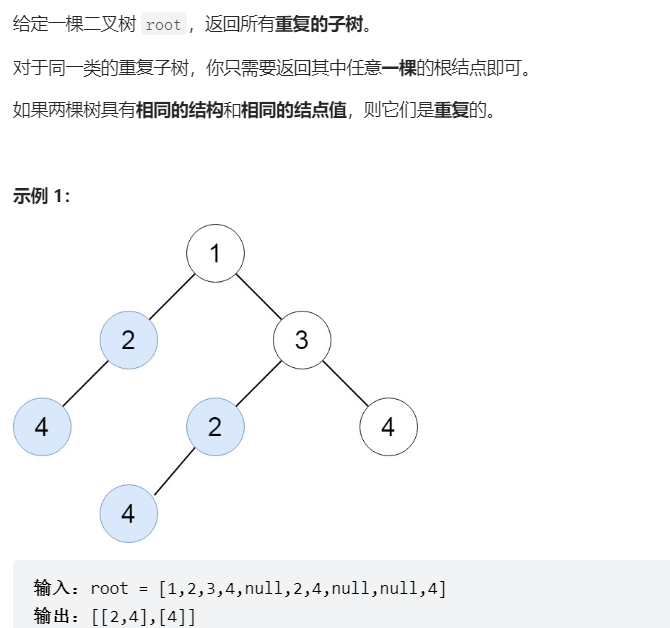 给定一棵二叉树 root，返回所有重复的子树。
对于同一类的重复子树，你只需要返回其中任意一棵的根结点即可。
如果两棵树具有相同的结构和相同的结点值，则它们是重复的。
示例 1：
1
2
3
4
2
4
4
输入：root = [1,2,3,4,null,2,4,null,null,4]
输出：[[2,4],[4]]